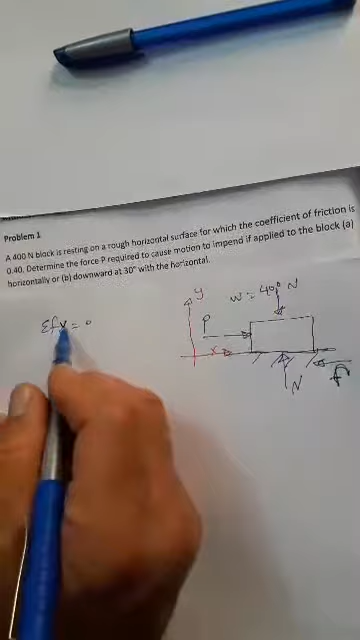 Problem 1
A 400 N block is resting on a rough horizontal surface for which the coefficient of friction is
0.40. Determine the force P required to cause motion to impend if applied to the block (a)
horizontally or (b) downward at 30° with the horizontal.
y
W = 400 N
P
Σfy = 0
x
f
N